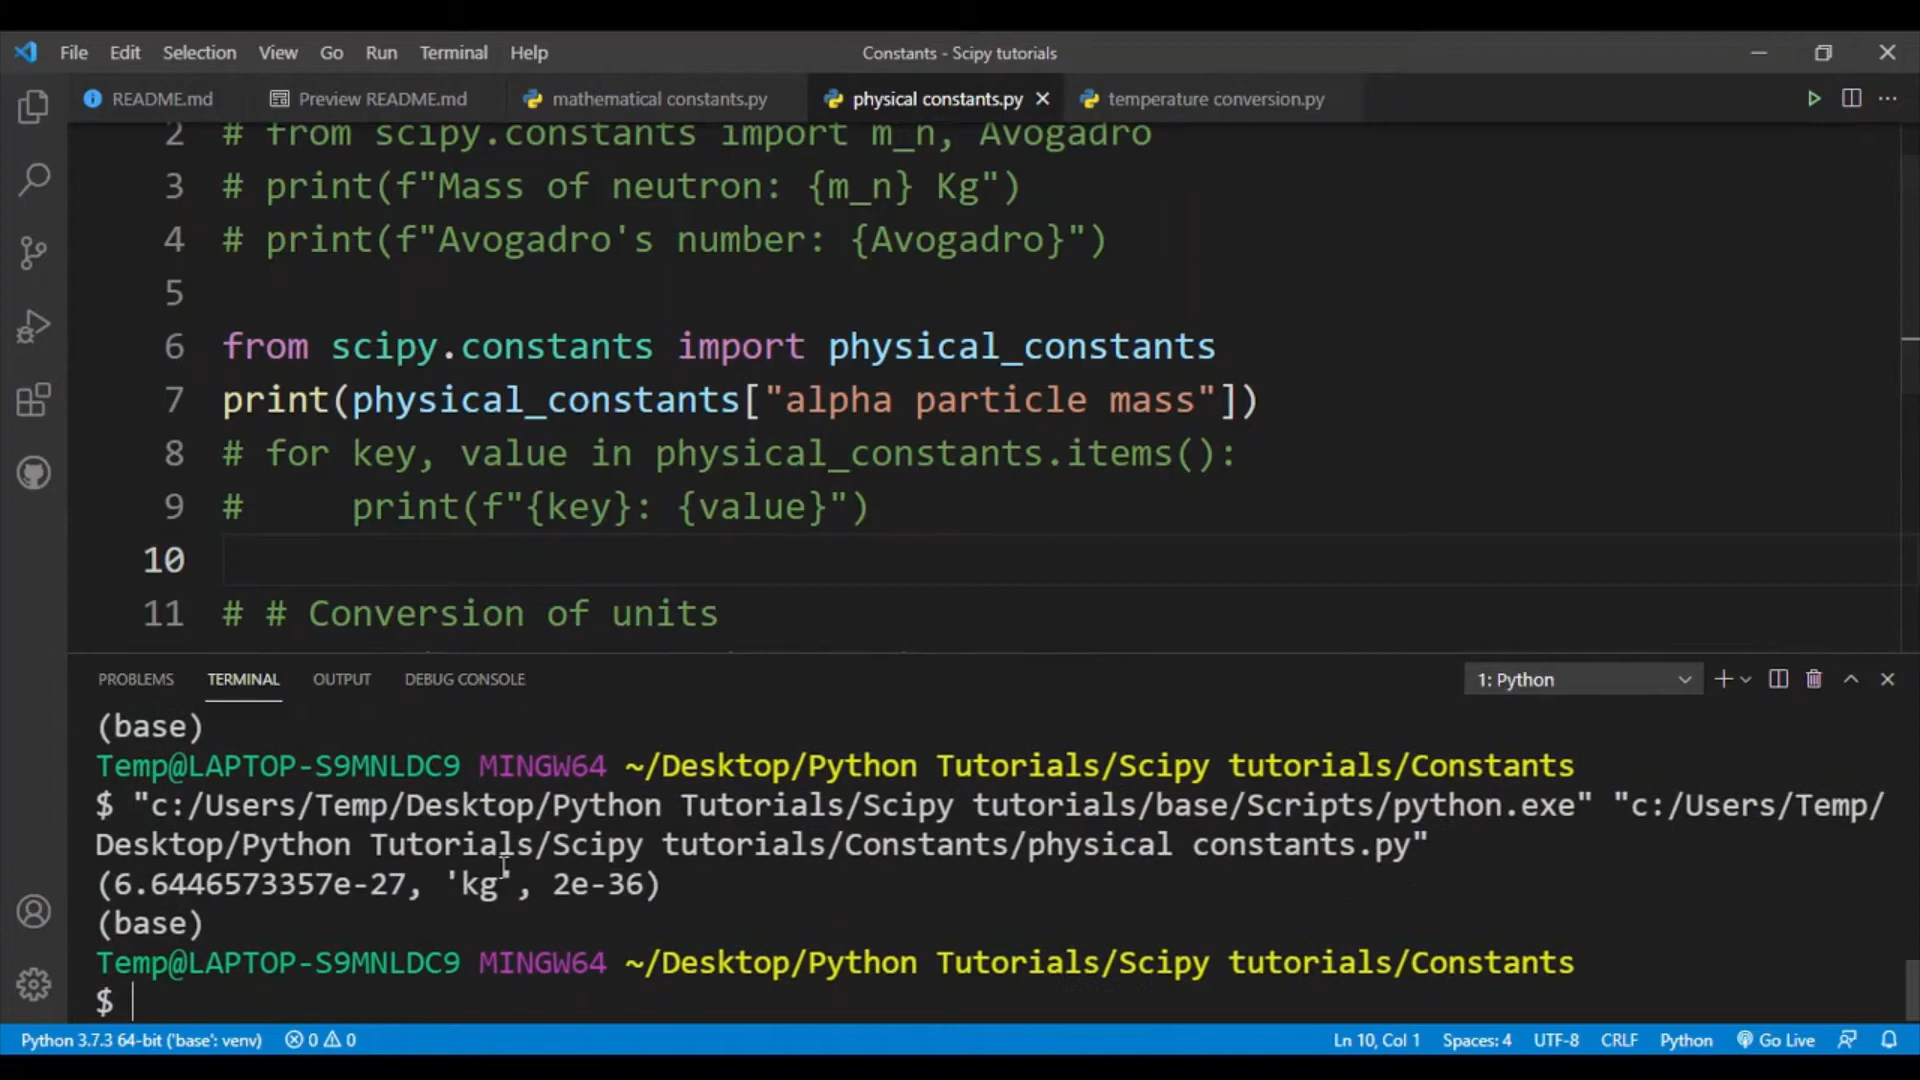 File Edit Selection View Go Run Terminal Help Constants - Scipy tutorials
README.md Preview README.md mathematical constants.py physical constants.py temperature conversion.py
2 # from scipy.constants import m_n, Avogadro
3 # print(f"Mass of neutron: {m_n} Kg")
4 # print(f"Avogadro's number: {Avogadro}")
5
6 from scipy.constants import physical_constants
7 print(physical_constants["alpha particle mass"])
8 # for key, value in physical_constants.items():
9 #     print(f"{key}: {value}")
10
11 # # Conversion of units
PROBLEMS TERMINAL OUTPUT DEBUG CONSOLE 1: Python
(base)
Temp@LAPTOP-S9MNLDC9 MINGW64 ~/Desktop/Python Tutorials/Scipy tutorials/Constants
$ "c:/Users/Temp/Desktop/Python Tutorials/Scipy tutorials/base/Scripts/python.exe" "c:/Users/Temp/
Desktop/Python Tutorials/Scipy tutorials/Constants/physical constants.py"
(6.6446573357e-27, 'kg', 2e-36)
(base)
Temp@LAPTOP-S9MNLDC9 MINGW64 ~/Desktop/Python Tutorials/Scipy tutorials/Constants
$
Python 3.7.3 64-bit ('base': venv) 0 0 Ln 10, Col 1 Spaces: 4 UTF-8 CRLF Python Go Live